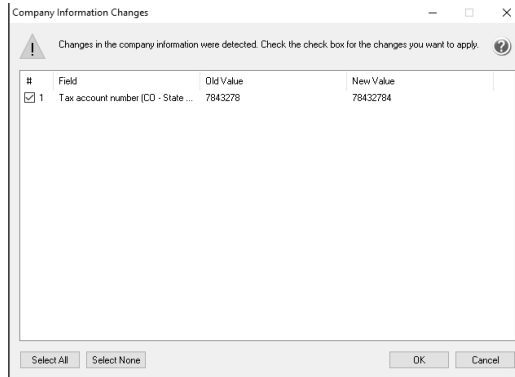 Company Information Changes
Changes in the company information were detected. Check the check box for the changes you want to apply.
# Field Old Value New Value
1 Tax account number (CO - State ... 7843278 78432784
Select All Select None OK Cancel